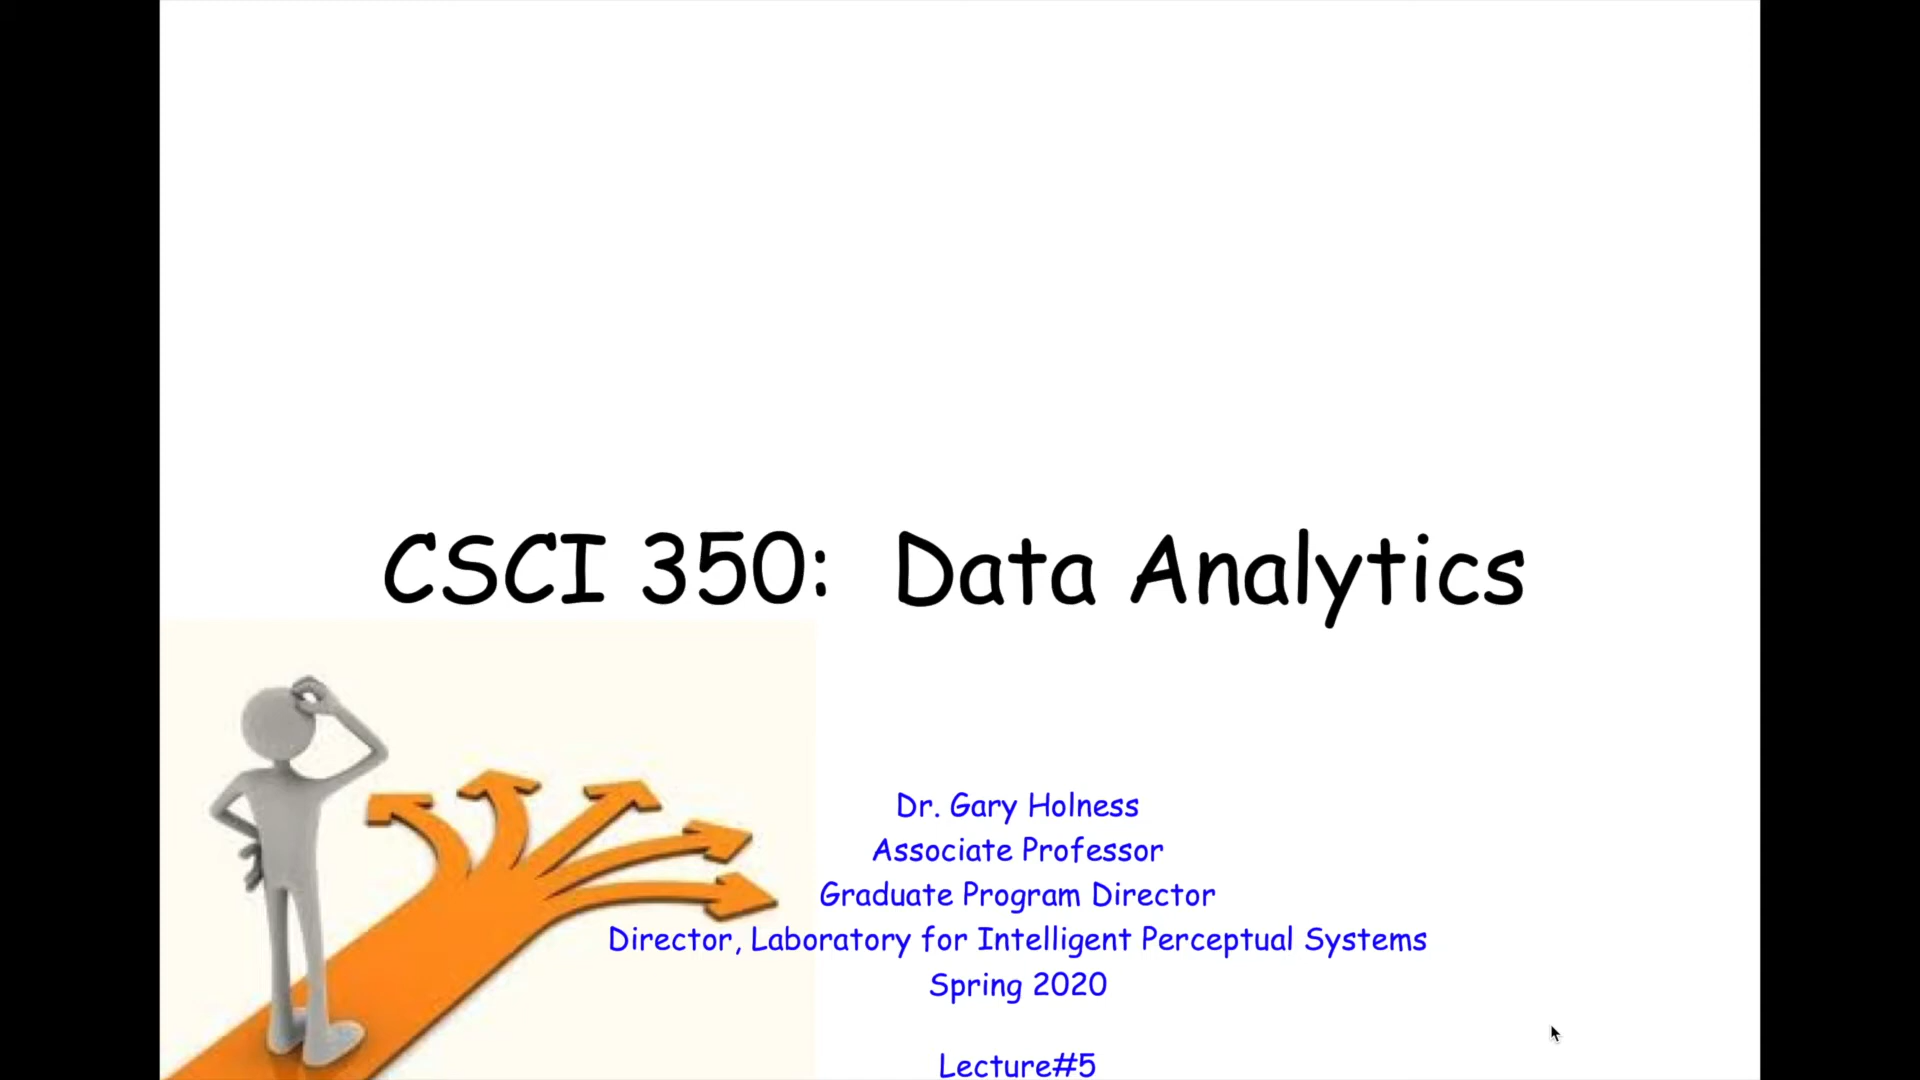 CSCI 350: Data Analytics
Dr. Gary Holness
Associate Professor
Graduate Program Director
Director, Laboratory for Intelligent Perceptual Systems
Spring 2020
Lecture#5